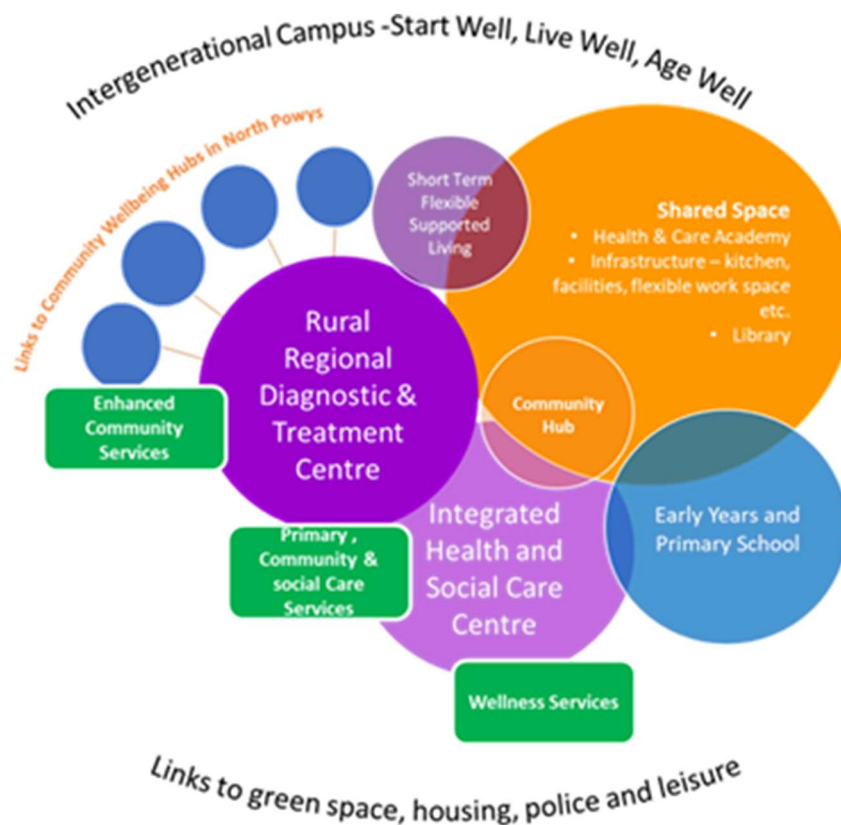 Intergenerational Campus -Start Well, Live Well, Age Well
Links to Community Wellbeing Hubs in North Powys
Short Term
Flexible
Supported
Living
Shared Space
• Health & Care Academy
• Infrastructure – kitchen,
facilities, flexible work space
etc.
• Library
Rural
Regional
Diagnostic &
Treatment
Centre
Community
Hub
Enhanced
Community
Services
Integrated
Health and
Social Care
Centre
Early Years and
Primary School
Primary ,
Community &
social Care
Services
Wellness Services
Links to green space, housing, police and leisure